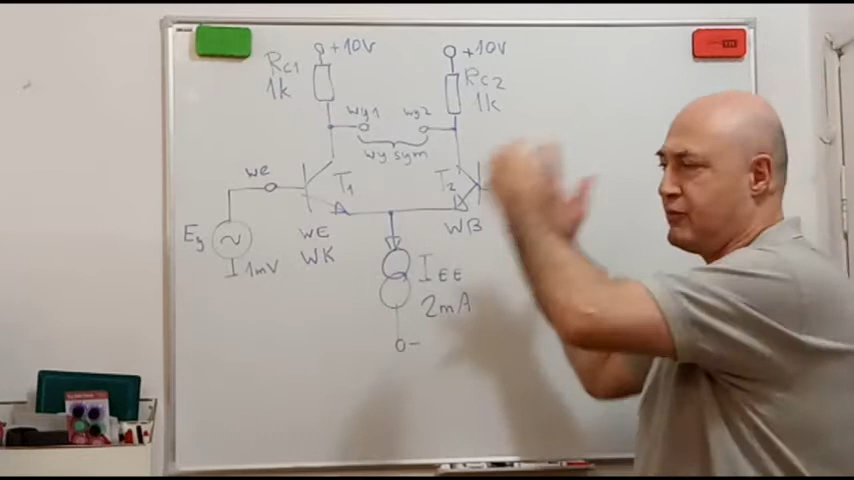 +10V
+10V
RC1
1k
RC2
1k
wy1
wy2
wy sym
we
T1
T2
Eg
1mV
WE
WK
WB
IEE
2mA
-